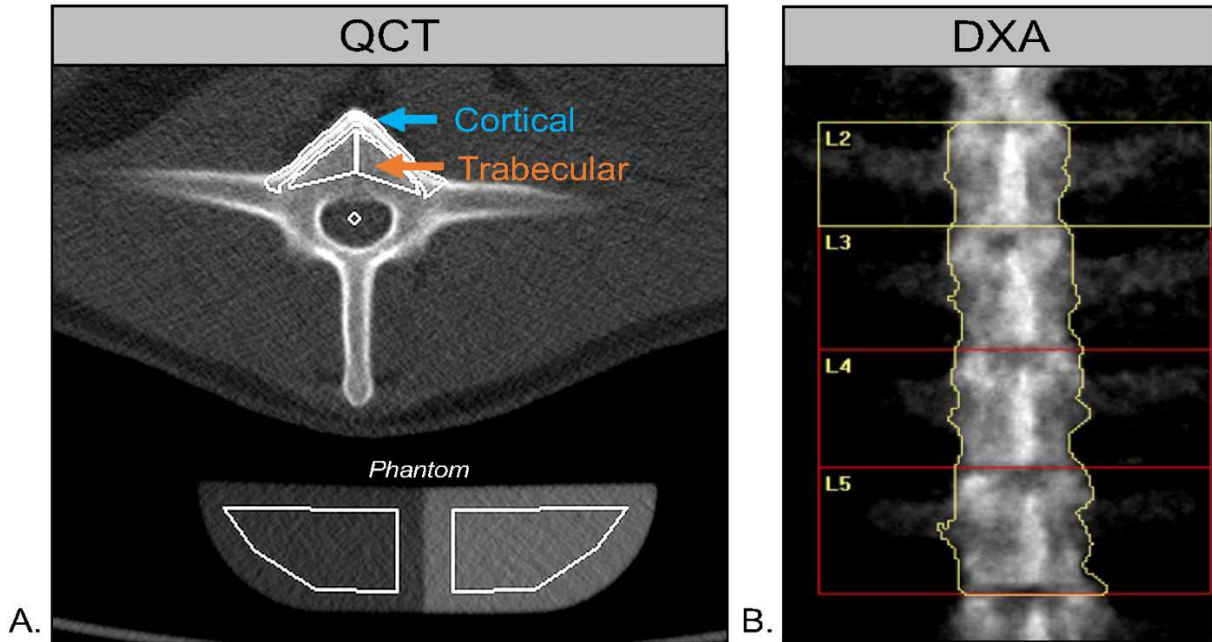 QCT
Cortical
Trabecular
Phantom
A.
DXA
L2
L3
L4
L5
B.